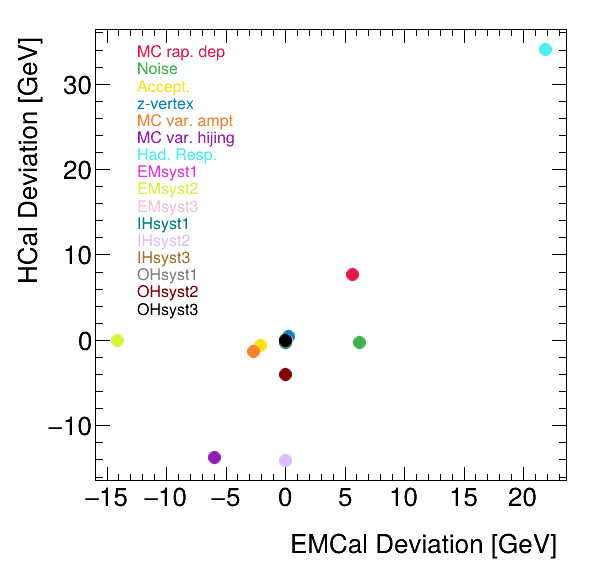 HCal Deviation [GeV]
MC rap. dep
Noise
Accept.
z-vertex
MC var. ampt
MC var. hijing
Had. Resp.
EMsyst1
EMsyst2
EMsyst3
IHsyst1
IHsyst2
IHsyst3
OHsyst1
OHsyst2
OHsyst3
30
20
10
0
−10
−15 −10 −5 0 5 10 15 20
EMCal Deviation [GeV]